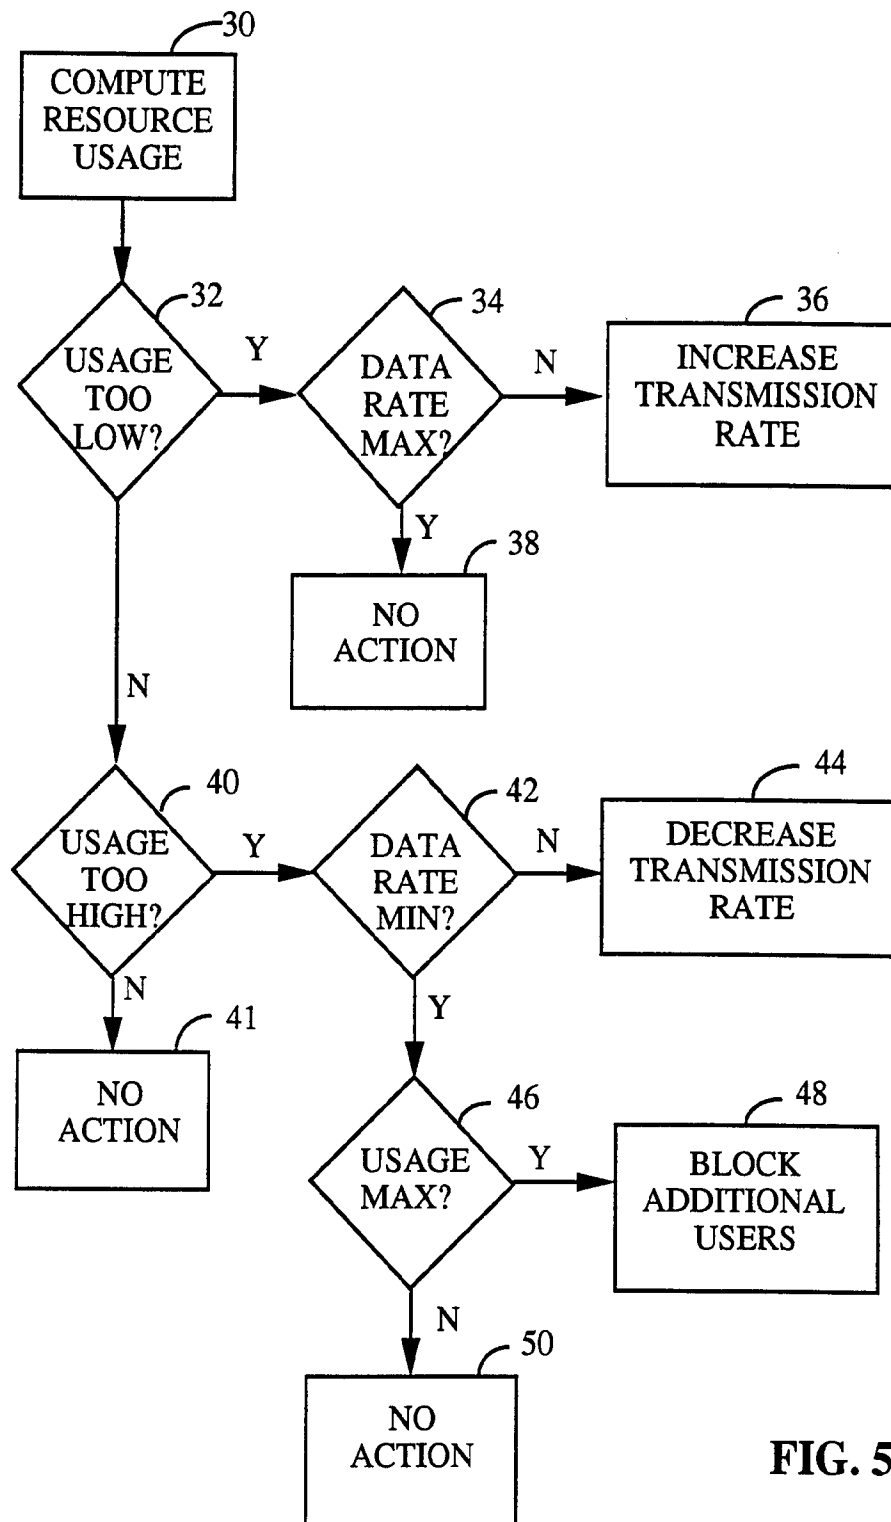 30
COMPUTE
RESOURCE
USAGE
32
USAGE
TOO
LOW?
Y
34
DATA
RATE
MAX?
N
36
INCREASE
TRANSMISSION
RATE
Y
38
NO
ACTION
N
40
USAGE
TOO
HIGH?
Y
42
DATA
RATE
MIN?
N
44
DECREASE
TRANSMISSION
RATE
N
41
NO
ACTION
Y
46
USAGE
MAX?
Y
48
BLOCK
ADDITIONAL
USERS
N
50
NO
ACTION
FIG. 5